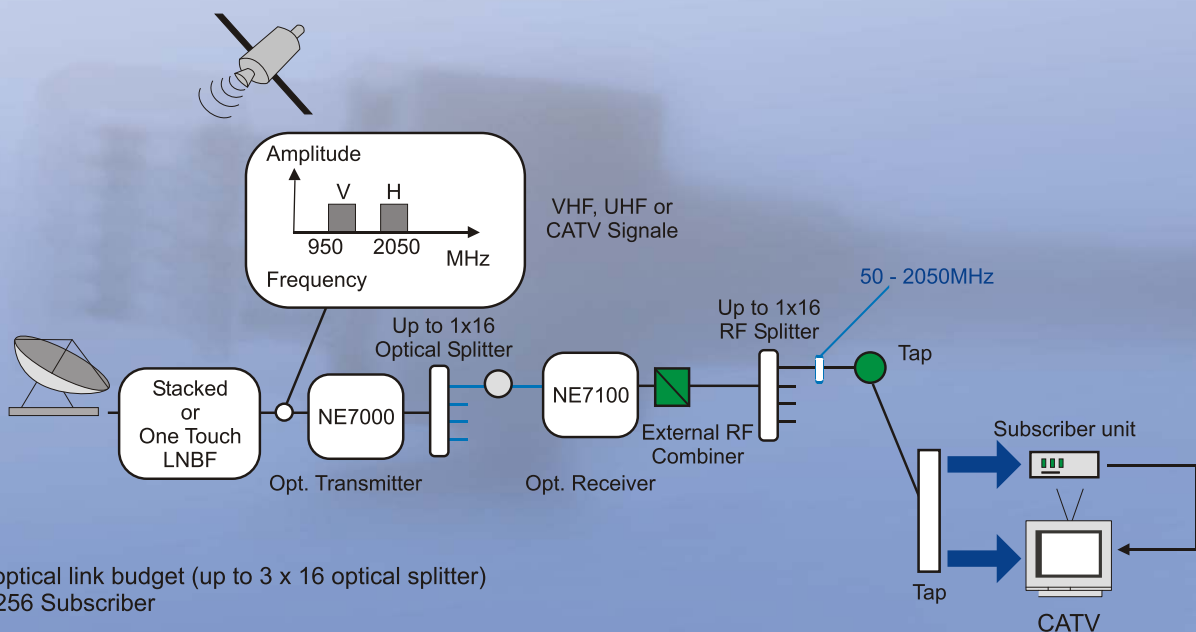 Amplitude
V H
950 2050
MHz
Frequency
VHF, UHF or
CATV Signale
50 - 2050MHz
Up to 1x16
Optical Splitter
Up to 1x16
RF Splitter
Tap
Stacked
or
One Touch
LNBF
NE7000
Opt. Transmitter
NE7100
Opt. Receiver
External RF
Combiner
Subscriber unit
Tap
CATV
optical link budget (up to 3 x 16 optical splitter)
256 Subscriber